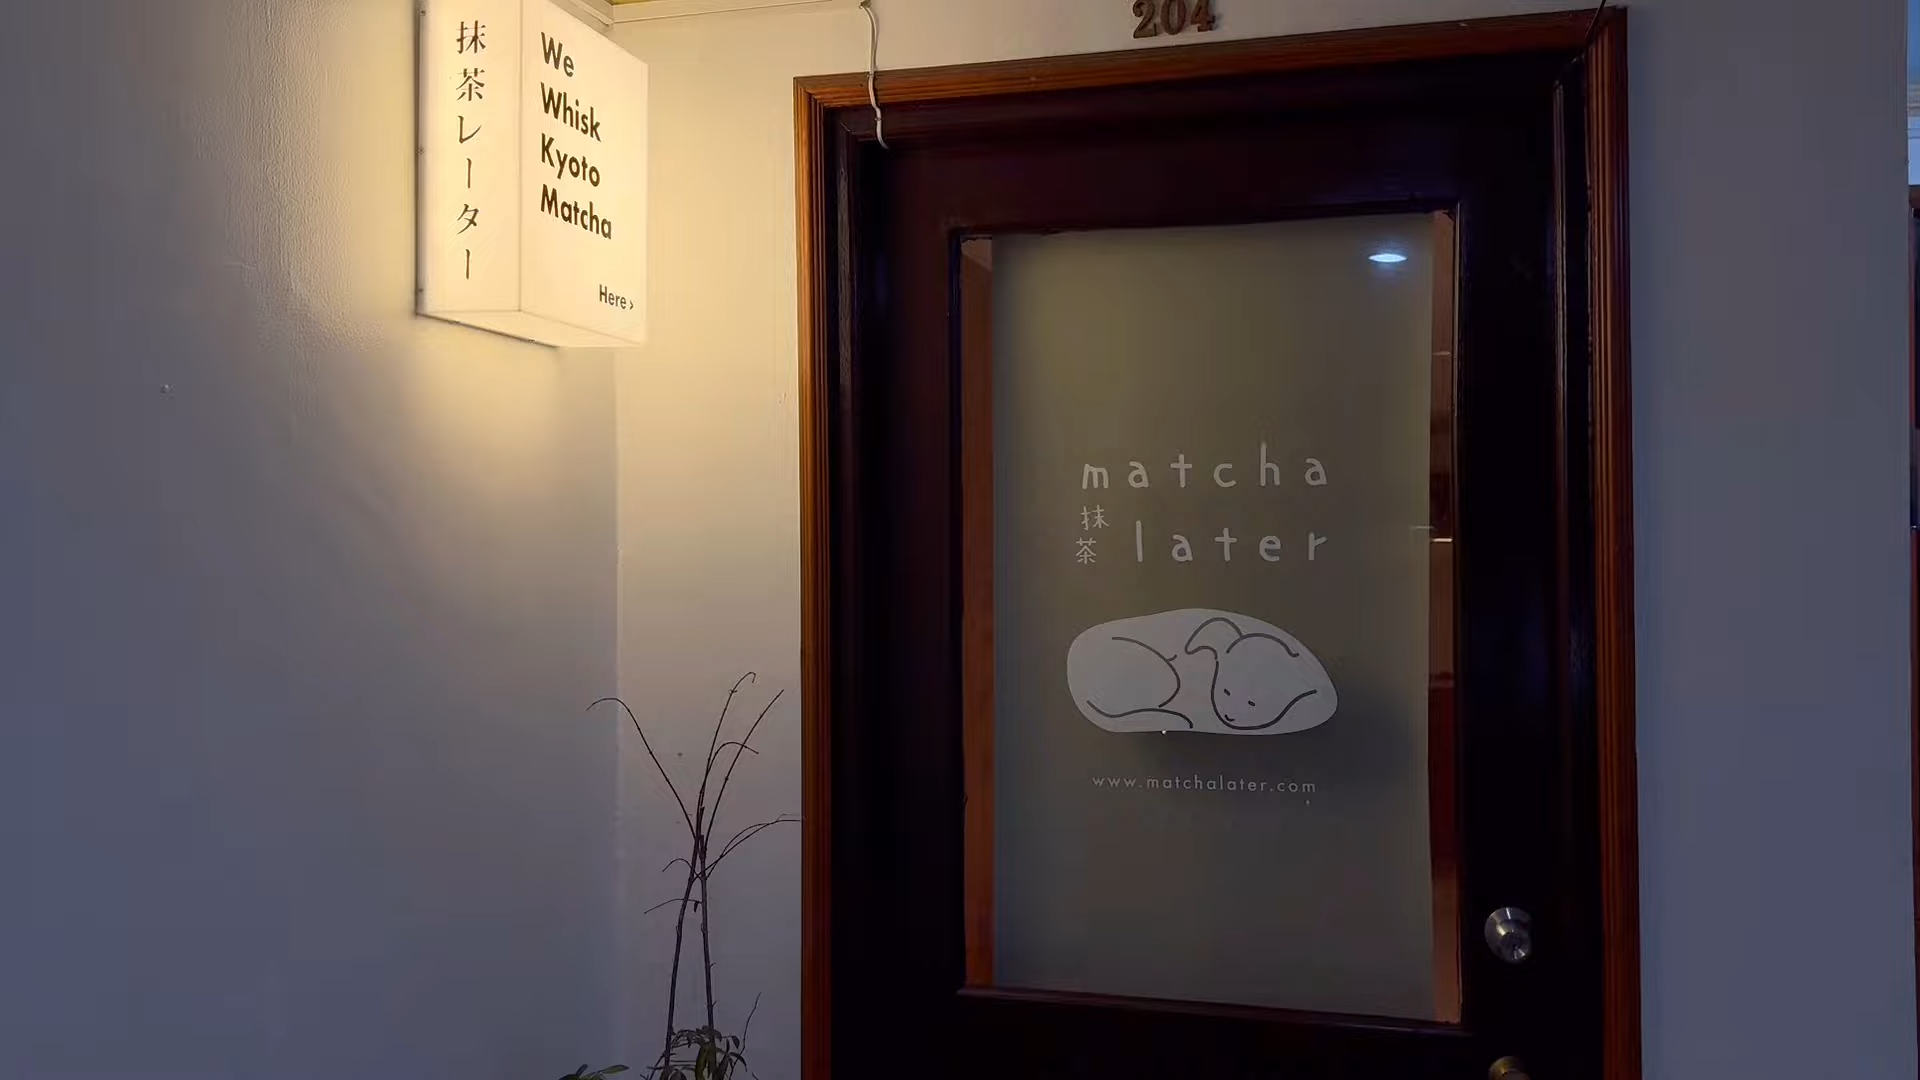 抹茶レーター
We
Whisk
Kyoto
Matcha
Here >
204
matcha
抹茶
later
www.matchalater.com